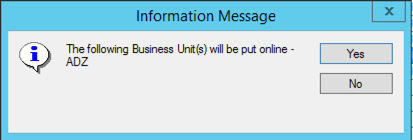 Information Message
The following Business Unit(s) will be put online -
ADZ
Yes
No